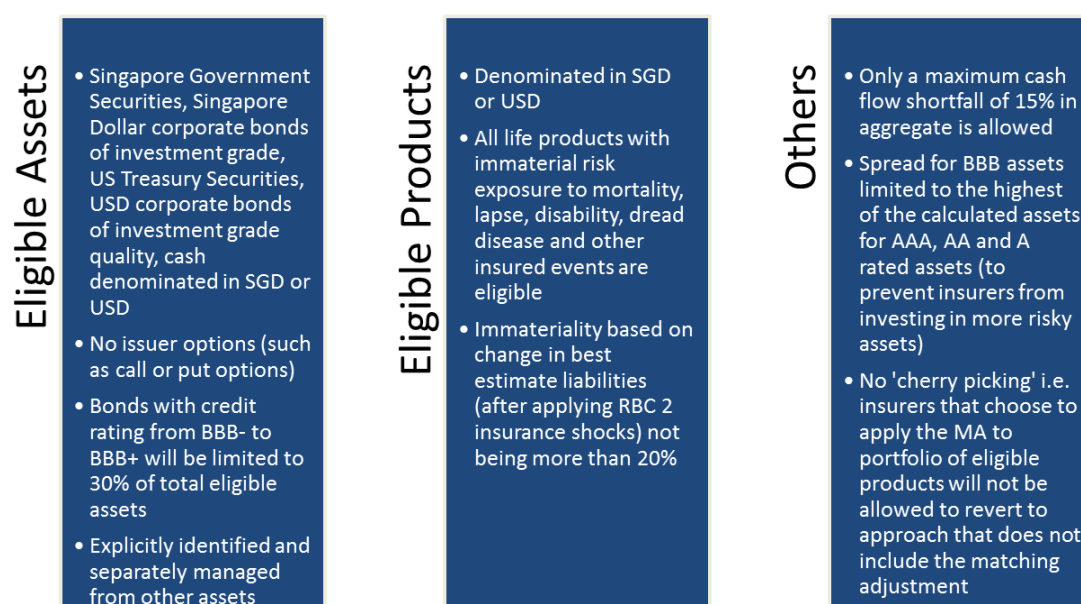 Eligible Assets
• Singapore Government
Securities, Singapore
Dollar corporate bonds
of investment grade,
US Treasury Securities,
USD corporate bonds
of investment grade
quality, cash
denominated in SGD or
USD
• No issuer options (such
as call or put options)
• Bonds with credit
rating from BBB- to
BBB+ will be limited to
30% of total eligible
assets
• Explicitly identified and
separately managed
from other assets
Eligible Products
• Denominated in SGD
or USD
• All life products with
immaterial risk
exposure to mortality,
lapse, disability, dread
disease and other
insured events are
eligible
• Immateriality based on
change in best
estimate liabilities
(after applying RBC 2
insurance shocks) not
being more than 20%
Others
• Only a maximum cash
flow shortfall of 15% in
aggregate is allowed
• Spread for BBB assets
limited to the highest
of the calculated assets
for AAA, AA and A
rated assets (to
prevent insurers from
investing in more risky
assets)
• No 'cherry picking' i.e.
insurers that choose to
apply the MA to
portfolio of eligible
products will not be
allowed to revert to
approach that does not
include the matching
adjustment